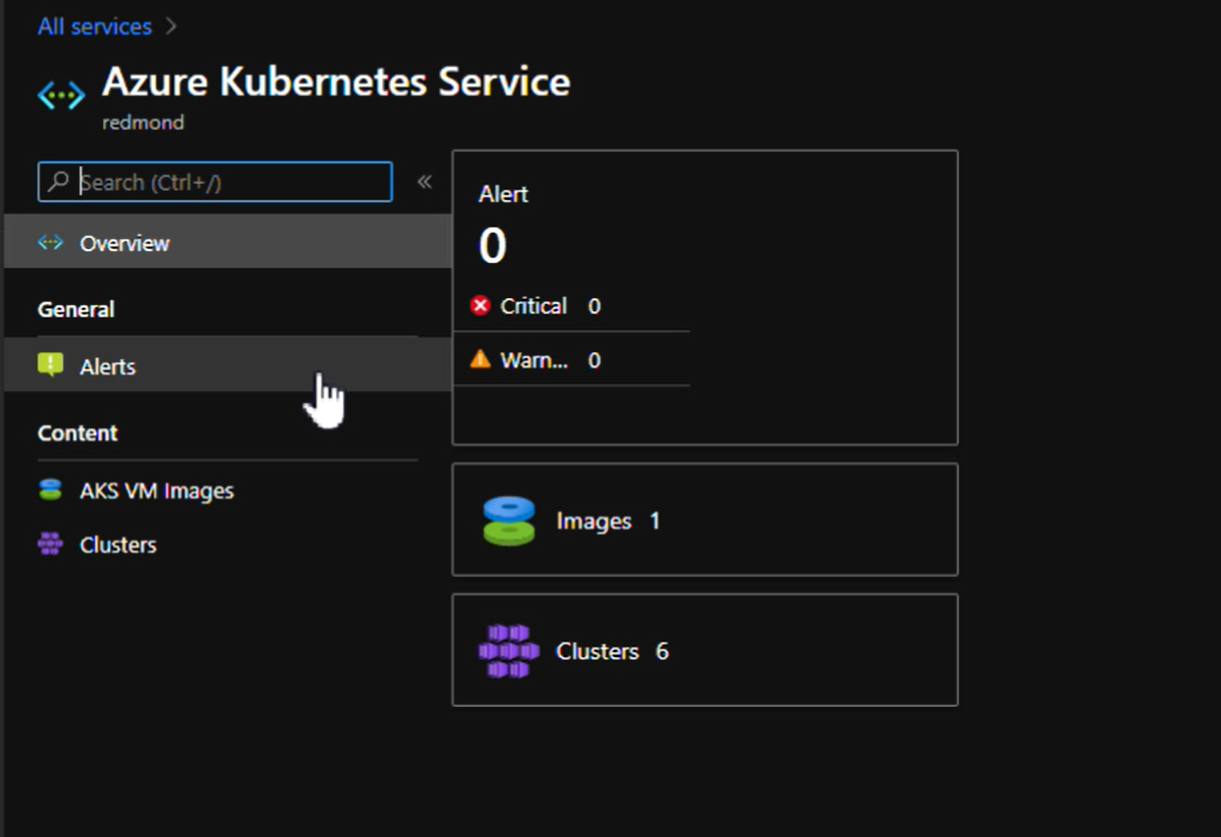 All services >
Azure Kubernetes Service
redmond
Search (Ctrl+/)
«
Overview
General
Alerts
Content
AKS VM Images
Clusters
Alert
0
Critical 0
Warn... 0
Images 1
Clusters 6